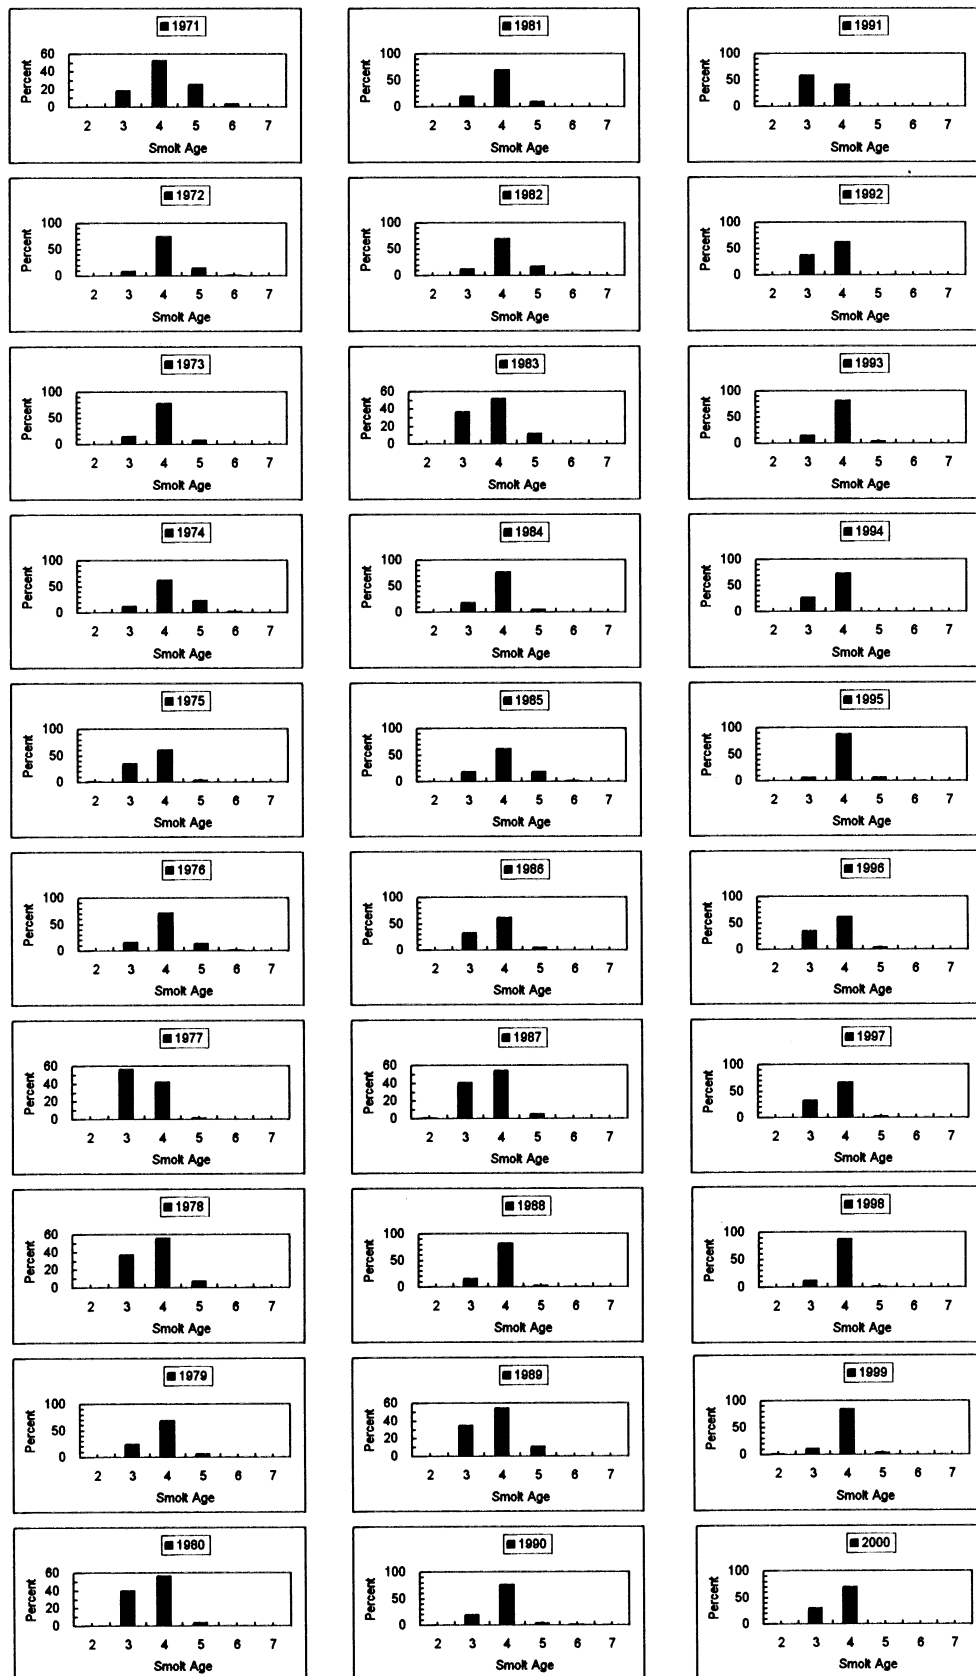 1971
Percent
60
40
20
0
2 3 4 5 6 7
Smolt Age
1972
Percent
100
50
0
2 3 4 5 6 7
Smolt Age
1973
Percent
100
50
0
2 3 4 5 6 7
Smolt Age
1974
Percent
100
50
0
2 3 4 5 6 7
Smolt Age
1975
Percent
100
50
0
2 3 4 5 6 7
Smolt Age
1976
Percent
100
50
0
2 3 4 5 6 7
Smolt Age
1977
Percent
60
40
20
0
2 3 4 5 6 7
Smolt Age
1978
Percent
60
40
20
0
2 3 4 5 6 7
Smolt Age
1979
Percent
100
50
0
2 3 4 5 6 7
Smolt Age
1980
Percent
60
40
20
0
2 3 4 5 6 7
Smolt Age
1981
Percent
100
50
0
2 3 4 5 6 7
Smolt Age
1982
Percent
100
50
0
2 3 4 5 6 7
Smolt Age
1983
Percent
60
40
20
0
2 3 4 5 6 7
Smolt Age
1984
Percent
100
50
0
2 3 4 5 6 7
Smolt Age
1985
Percent
100
50
0
2 3 4 5 6 7
Smolt Age
1986
Percent
100
50
0
2 3 4 5 6 7
Smolt Age
1987
Percent
60
40
20
0
2 3 4 5 6 7
Smolt Age
1988
Percent
100
50
0
2 3 4 5 6 7
Smolt Age
1989
Percent
60
40
20
0
2 3 4 5 6 7
Smolt Age
1990
Percent
100
50
0
2 3 4 5 6 7
Smolt Age
1991
Percent
100
50
0
2 3 4 5 6 7
Smolt Age
1992
Percent
100
50
0
2 3 4 5 6 7
Smolt Age
1993
Percent
100
50
0
2 3 4 5 6 7
Smolt Age
1994
Percent
100
50
0
2 3 4 5 6 7
Smolt Age
1995
Percent
100
50
0
2 3 4 5 6 7
Smolt Age
1996
Percent
100
50
0
2 3 4 5 6 7
Smolt Age
1997
Percent
100
50
0
2 3 4 5 6 7
Smolt Age
1998
Percent
100
50
0
2 3 4 5 6 7
Smolt Age
1999
Percent
100
50
0
2 3 4 5 6 7
Smolt Age
2000
Percent
100
50
0
2 3 4 5 6 7
Smolt Age